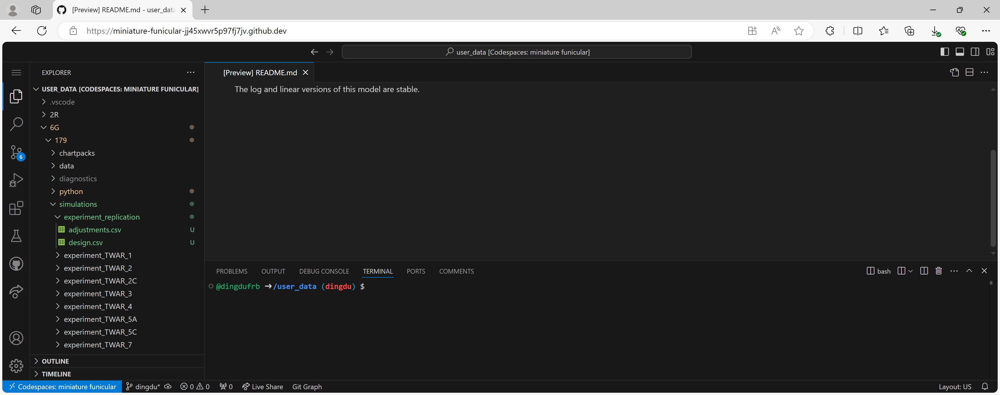 [Preview] README.md - user_data
https://miniature-funicular-jj45xwvr5p97fj7jv.github.dev
user_data [Codespaces: miniature funicular]
EXPLORER
USER_DATA [CODESPACES: MINIATURE FUNICULAR]
.vscode
2R
6G
179
chartpacks
data
diagnostics
python
simulations
experiment_replication
adjustments.csv U
design.csv U
experiment_TWAR_1
experiment_TWAR_2
experiment_TWAR_2C
experiment_TWAR_3
experiment_TWAR_4
experiment_TWAR_5A
experiment_TWAR_5C
experiment_TWAR_7
OUTLINE
TIMELINE
6
[Preview] README.md
The log and linear versions of this model are stable.
PROBLEMS OUTPUT DEBUG CONSOLE TERMINAL PORTS COMMENTS bash
@dingdufrb ➜/user_data (dingdu) $
Codespaces: miniature funicular dingdu* 0 0 0 Live Share Git Graph Layout: US